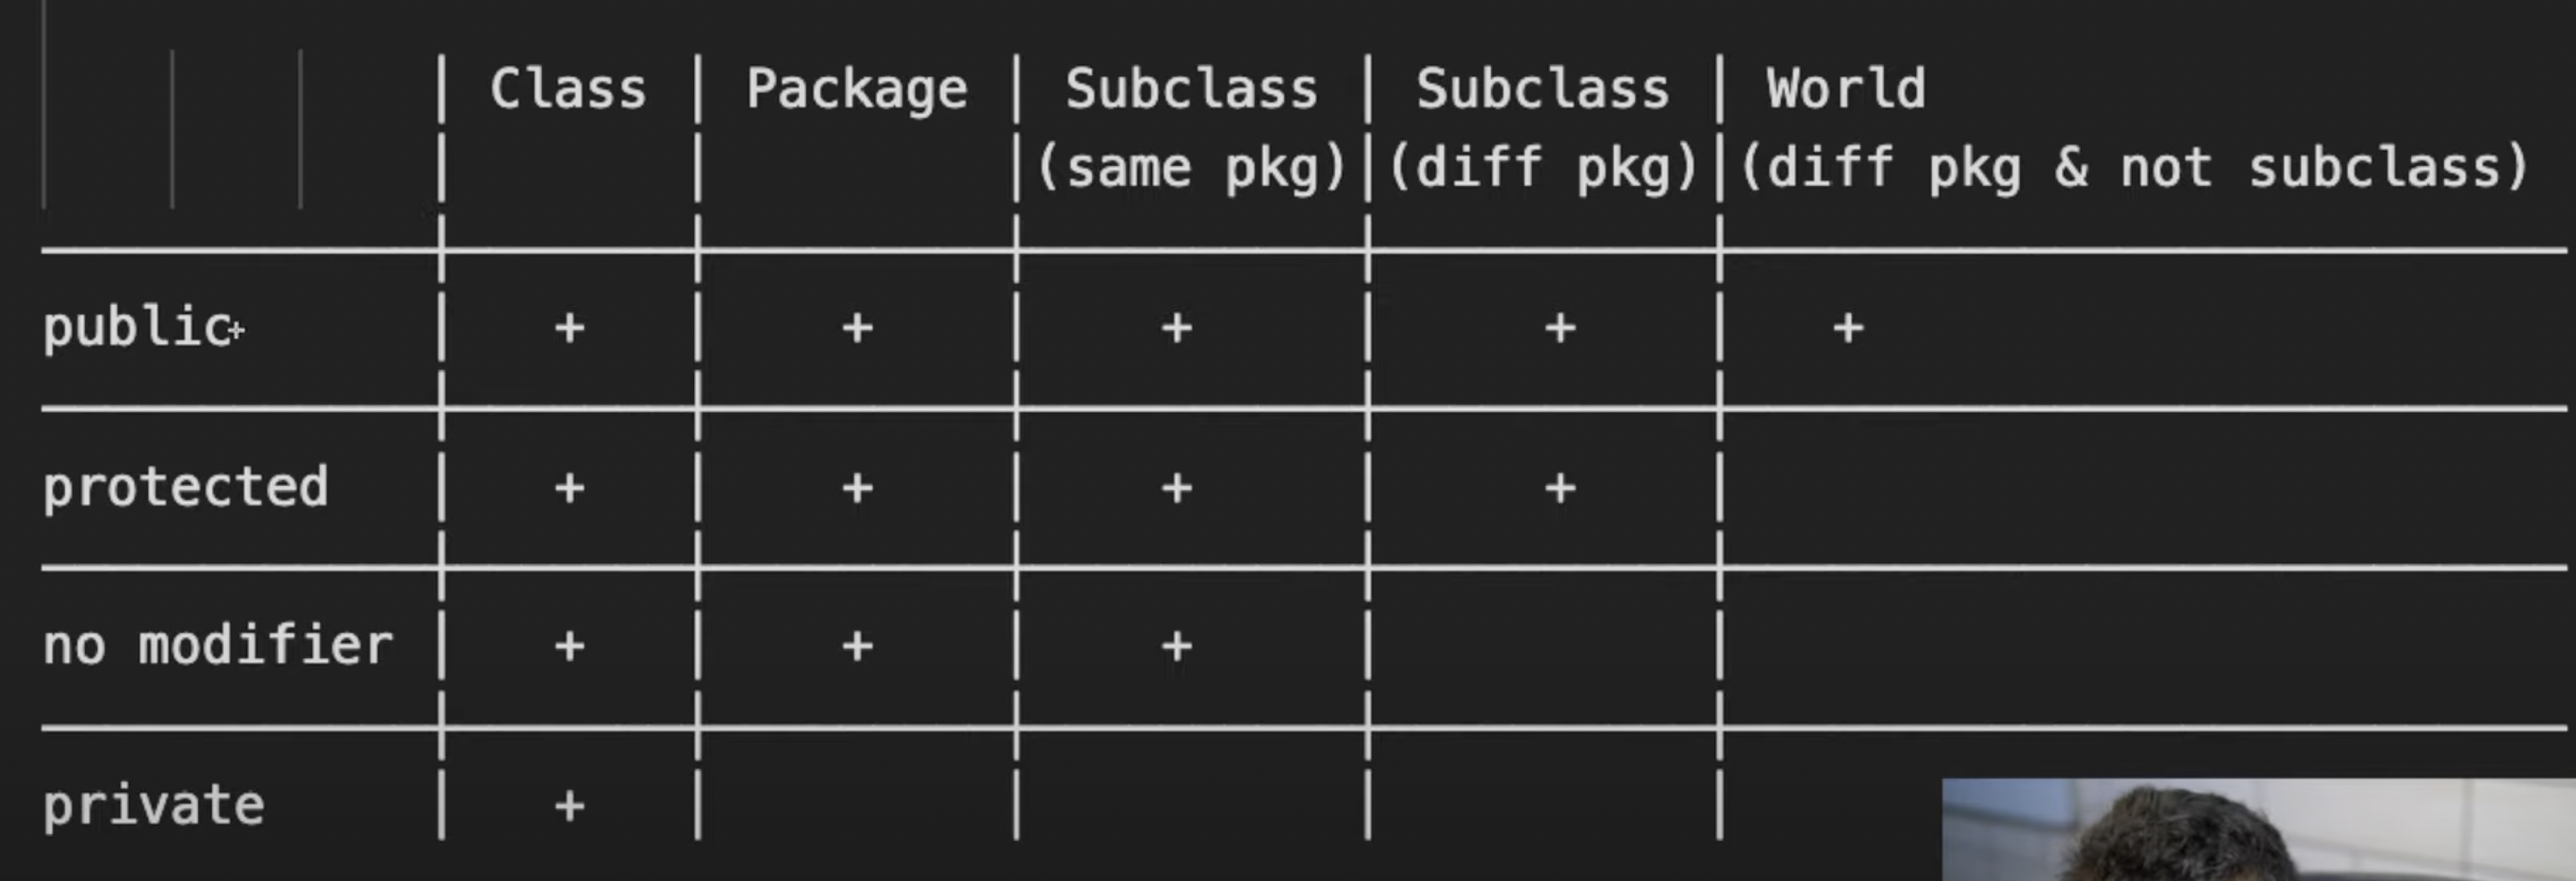 | Class | Package | Subclass | Subclass | World
| | |(same pkg)|(diff pkg)|(diff pkg & not subclass)
public | + | + | + | + | +
protected | + | + | + | + |
no modifier | + | + | + | |
private | + | | | |